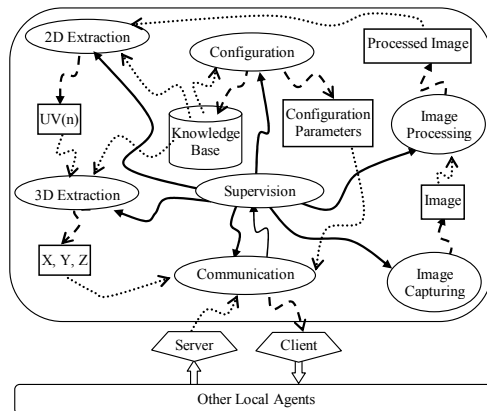 2D Extraction
Configuration
Processed Image
UV(n)
Knowledge
Base
Configuration
Parameters
Image
Processing
3D Extraction
Supervision
Image
X, Y, Z
Communication
Image
Capturing
Server
Client
Other Local Agents